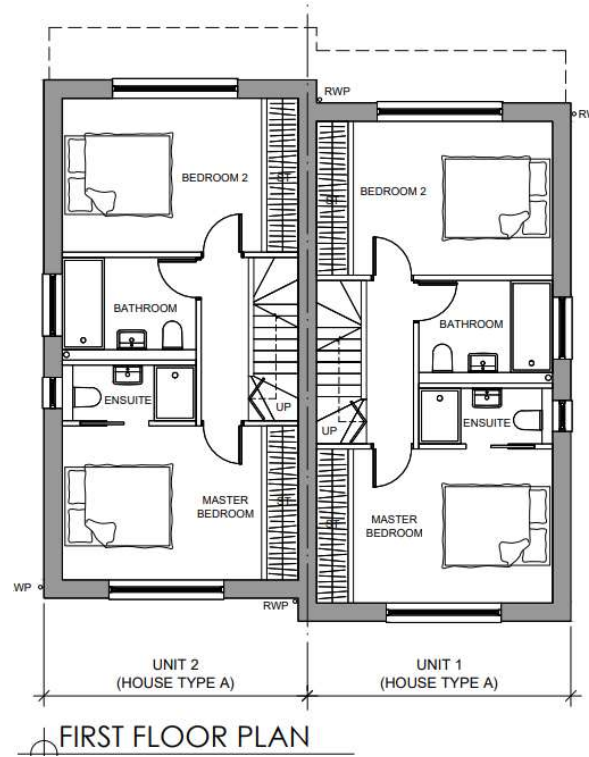 RWP
RW
BEDROOM 2
ST
BEDROOM 2
ST
BATHROOM
BATHROOM
ENSUITE
UP
UP
ENSUITE
MASTER
BEDROOM
ST
ST
MASTER
BEDROOM
WP
RWP
UNIT 2
(HOUSE TYPE A)
UNIT 1
(HOUSE TYPE A)
FIRST FLOOR PLAN